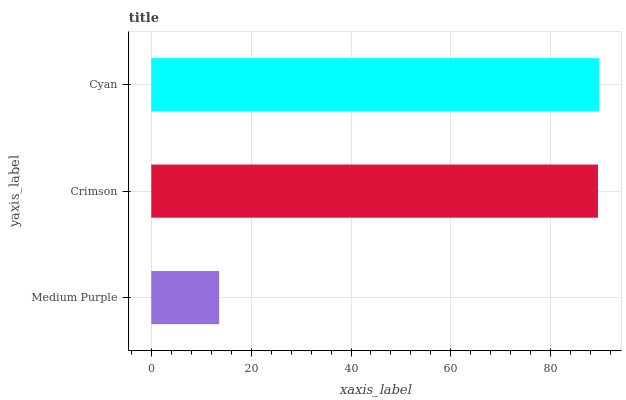 title
Cyan
Crimson
Medium Purple
yaxis_label
0 20 40 60 80
xaxis_label